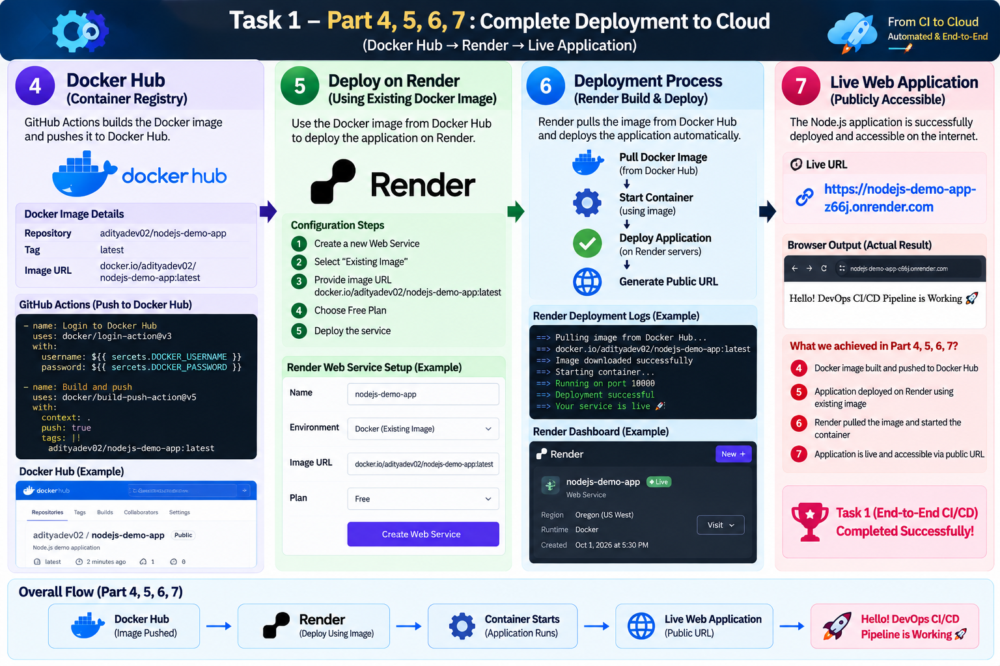 Task 1 – Part 4, 5, 6, 7 : Complete Deployment to Cloud
(Docker Hub → Render → Live Application)
From CI to Cloud
Automated & End-to-End
4
Docker Hub
(Container Registry)
GitHub Actions builds the Docker image
and pushes it to Docker Hub.
docker hub
Docker Image Details
Repository adityadev02/nodejs-demo-app
Tag latest
Image URL docker.io/adityadev02/
nodejs-demo-app:latest
GitHub Actions (Push to Docker Hub)
– name: Login to Docker Hub
uses: docker/login-action@v3
with:
username: ${{ sercets.DOCKER_USERNAME }}
password: ${{ sercets.DOCKER_PASSWORD }}
– name: Build and push
uses: docker/build-push-action@v5
with:
context: .
push: true
tags: |!
adityadev02/nodejs-demo-app:latest
Docker Hub (Example)
dockerhub
Repositories Tags Builds Collaborators Settings
adityadev02 / nodejs-demo-app Public
Node.js demo application
latest 2 minutes ago 1 0
5
Deploy on Render
(Using Existing Docker Image)
Use the Docker image from Docker Hub
to deploy the application on Render.
Render
Configuration Steps
1 Create a new Web Service
2 Select “Existing Image”
3 Provide image URL
docker.io/adityadev02/nodejs-demo-app:latest
4 Choose Free Plan
5 Deploy the service
Render Web Service Setup (Example)
Name nodejs-demo-app
Environment Docker (Existing Image)
Image URL docker.io/adityadev02/nodejs-demo-app:latest
Plan Free
Create Web Service
6
Deployment Process
(Render Build & Deploy)
Render pulls the image from Docker Hub
and deploys the application automatically.
Pull Docker Image
(from Docker Hub)
Start Container
(using image)
Deploy Application
(on Render servers)
Generate Public URL
Render Deployment Logs (Example)
==> Pulling image from Docker Hub...
==> docker.io/adityadev02/nodejs-demo-app:latest
==> Image downloaded successfully
==> Starting container...
==> Running on port 10000
==> Deployment successful
==> Your service is live 🚀
Render Dashboard (Example)
Render New +
nodejs-demo-app Live
Web Service
Region Oregon (US West)
Runtime Docker
Created Oct 1, 2026 at 5:30 PM
Visit
7
Live Web Application
(Publicly Accessible)
The Node.js application is successfully
deployed and accessible on the internet.
Live URL
https://nodejs-demo-app-
z66j.onrender.com
Browser Output (Actual Result)
nodejs-demo-app-c66j.onrender.com
Hello! DevOps CI/CD Pipeline is Working 🚀
What we achieved in Part 4, 5, 6, 7?
4 Docker image built and pushed to Docker Hub
5 Application deployed on Render using
existing image
6 Render pulled the image and started the
container
7 Application is live and accessible via public URL
Task 1 (End-to-End CI/CD)
Completed Successfully!
Overall Flow (Part 4, 5, 6, 7)
Docker Hub
(Image Pushed)
Render
(Deploy Using Image)
Container Starts
(Application Runs)
Live Web Application
(Public URL)
Hello! DevOps CI/CD
Pipeline is Working 🚀